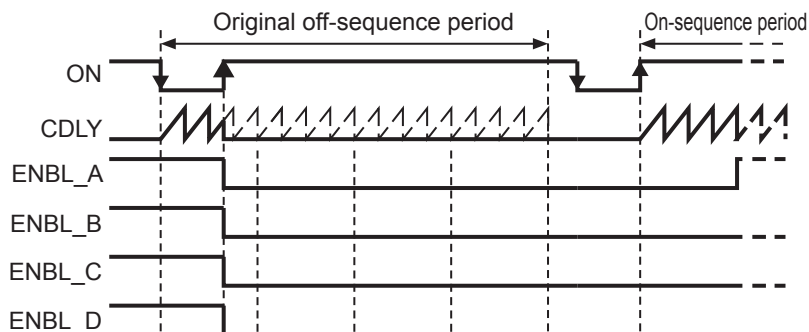 Original off-sequence period
On-sequence period
ON
CDLY
ENBL_A
ENBL_B
ENBL_C
ENBL_D